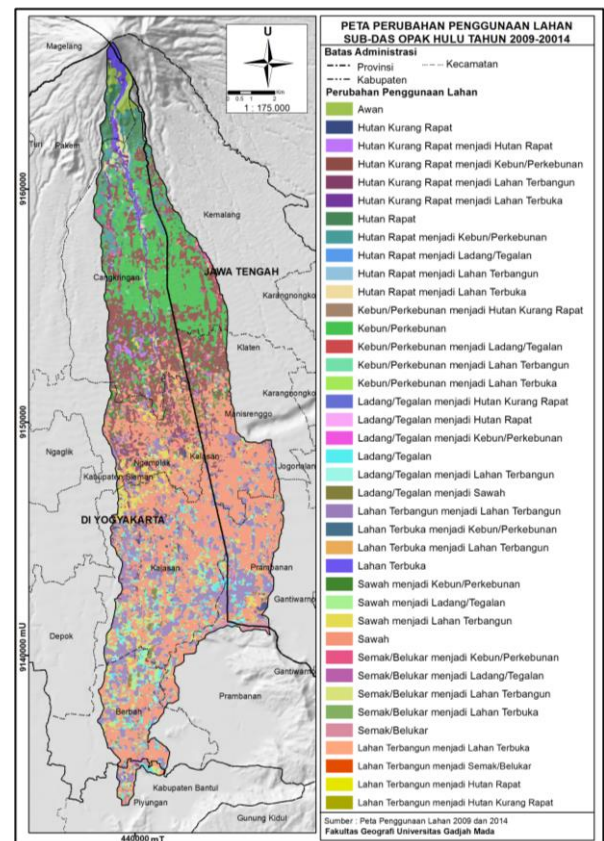 PETA PERUBAHAN PENGGUNAAN LAHAN
SUB-DAS OPAK HULU TAHUN 2009-20014
Batas Administrasi
Provinsi
Kecamatan
Kabupaten
Perubahan Penggunaan Lahan
Awan
Hutan Kurang Rapat
Hutan Kurang Rapat menjadi Hutan Rapat
Hutan Kurang Rapat menjadi Kebun/Perkebunan
Hutan Kurang Rapat menjadi Lahan Terbangun
Hutan Kurang Rapat menjadi Lahan Terbuka
Hutan Rapat
Hutan Rapat menjadi Kebun/Perkebunan
Hutan Rapat menjadi Ladang/Tegalan
Hutan Rapat menjadi Lahan Terbangun
Hutan Rapat menjadi Lahan Terbuka
Kebun/Perkebunan menjadi Hutan Kurang Rapat
Kebun/Perkebunan
Kebun/Perkebunan menjadi Ladang/Tegalan
Kebun/Perkebunan menjadi Lahan Terbangun
Kebun/Perkebunan menjadi Lahan Terbuka
Ladang/Tegalan menjadi Hutan Kurang Rapat
Ladang/Tegalan menjadi Hutan Rapat
Ladang/Tegalan menjadi Kebun/Perkebunan
Ladang/Tegalan
Ladang/Tegalan menjadi Lahan Terbangun
Ladang/Tegalan menjadi Sawah
Lahan Terbangun menjadi Lahan Terbangun
Lahan Terbuka menjadi Kebun/Perkebunan
Lahan Terbuka menjadi Lahan Terbangun
Lahan Terbuka
Sawah menjadi Kebun/Perkebunan
Sawah menjadi Ladang/Tegalan
Sawah menjadi Lahan Terbangun
Sawah
Semak/Belukar menjadi Kebun/Perkebunan
Semak/Belukar menjadi Ladang/Tegalan
Semak/Belukar menjadi Lahan Terbangun
Semak/Belukar menjadi Lahan Terbuka
Semak/Belukar
Lahan Terbangun menjadi Lahan Terbuka
Lahan Terbangun menjadi Semak/Belukar
Lahan Terbangun menjadi Hutan Rapat
Lahan Terbangun menjadi Hutan Kurang Rapat
Sumber : Peta Penggunaan Lahan 2009 dan 2014
Fakultas Geografi Universitas Gadjah Mada
U
1 : 175.000
Magelang
Turi
Pakem
9160000
Kemalang
JAWA TENGAH
Cangkringan
Karangnongko
Klaten
Karangnongko
Manisrenggo
9150000
Ngaglik
Ngemplak
Kalasan
Jogonalan
Kabupaten Sleman
DI YOGYAKARTA
Kalasan
Prambanan
Gantiwarno
Depok
9140000 mU
Gantiwarno
Prambanan
Berbah
Kabupaten Bantul
Piyungan
Gunung Kidul
440000 mT